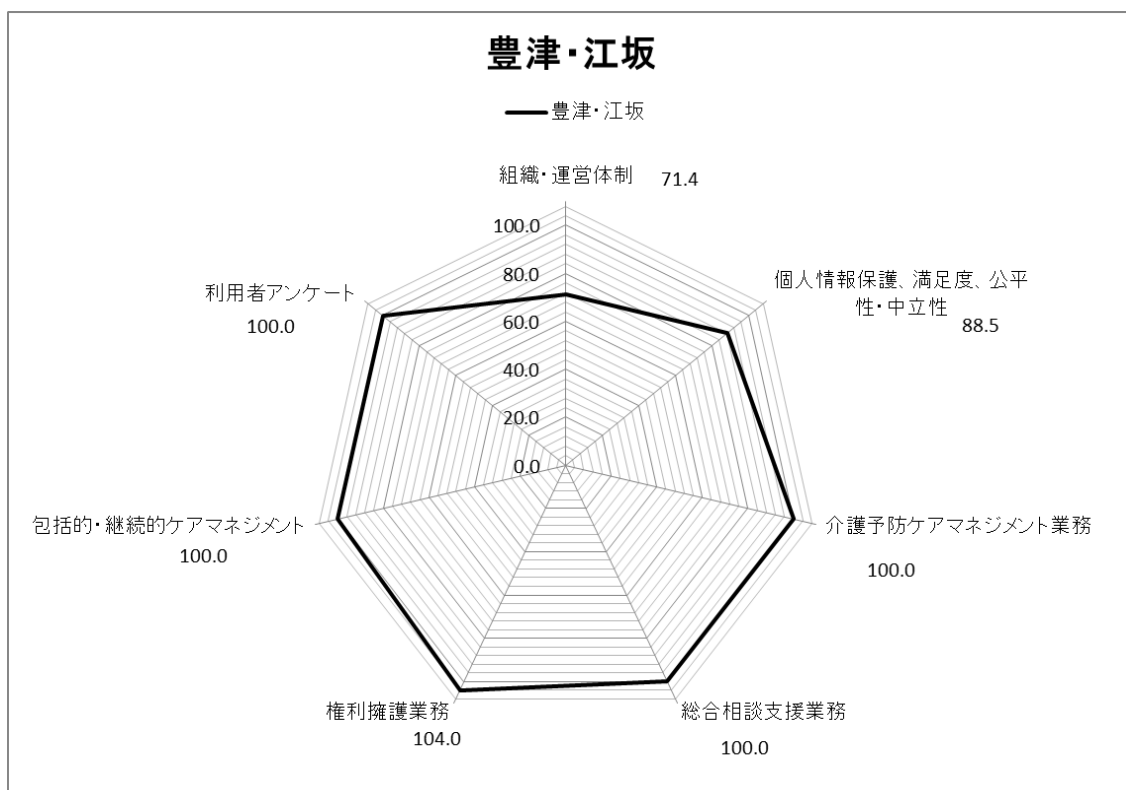 豊津・江坂
豊津・江坂
組織・運営体制 71.4
個人情報保護、満足度、公平
性・中立性
88.5
介護予防ケアマネジメント業務
100.0
総合相談支援業務
100.0
権利擁護業務
104.0
包括的・継続的ケアマネジメント
100.0
利用者アンケート
100.0
100.0
80.0
60.0
40.0
20.0
0.0